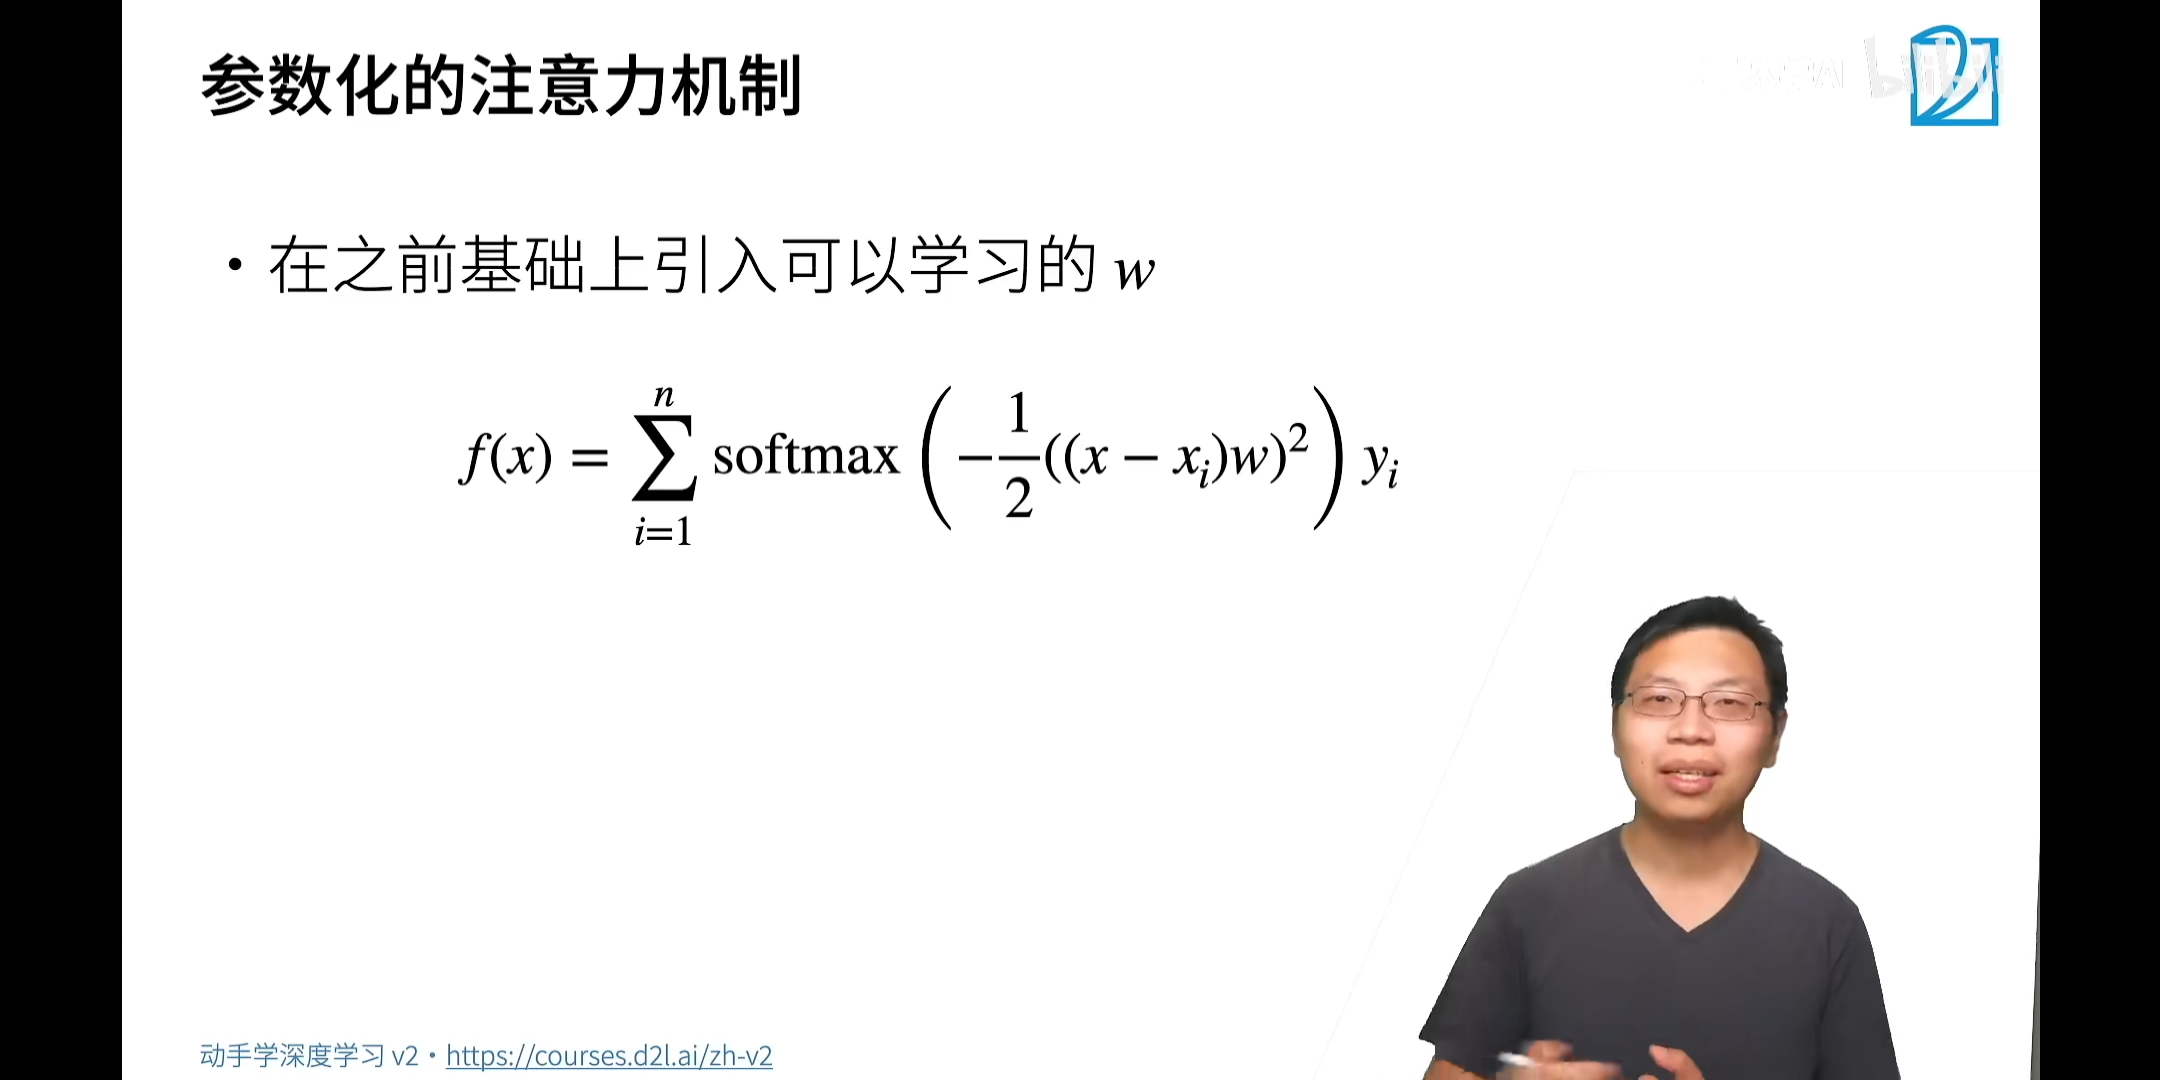 参数化的注意力机制
bilibili
• 在之前基础上引入可以学习的 w
f(x) = \sum_{i=1}^{n} softmax \left( -\frac{1}{2}((x - x_i)w)^2 \right) y_i
动手学深度学习 v2 • https://courses.d2l.ai/zh-v2